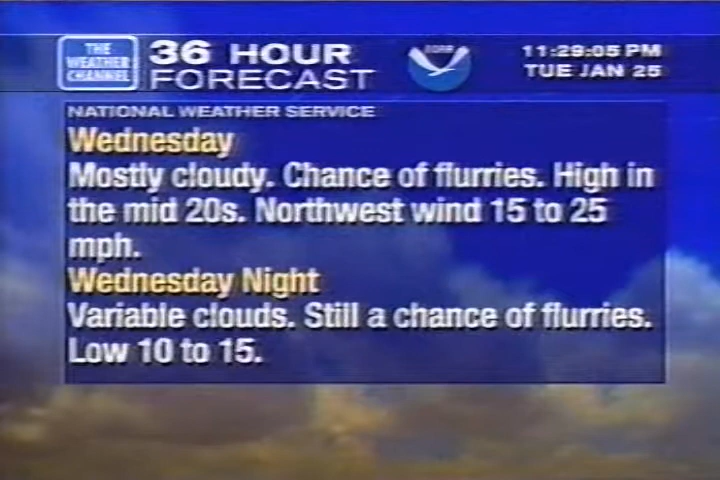 THE
WEATHER
CHANNEL
36 HOUR
FORECAST
NOAA
11:29:05 PM
TUE JAN 25
NATIONAL WEATHER SERVICE
Wednesday
Mostly cloudy. Chance of flurries. High in
the mid 20s. Northwest wind 15 to 25
mph.
Wednesday Night
Variable clouds. Still a chance of flurries.
Low 10 to 15.